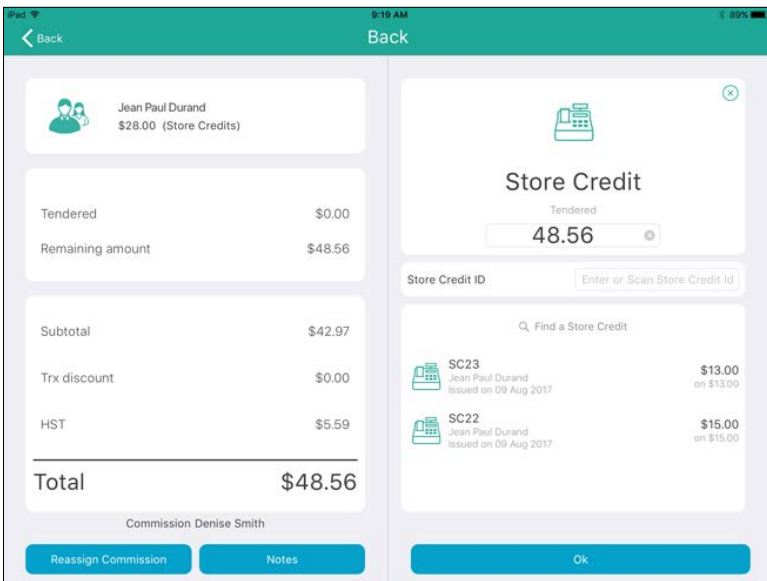 iPad 9:19 AM 89%
Back Back
Jean Paul Durand
$28.00 (Store Credits)
Tendered $0.00
Remaining amount $48.56
Subtotal $42.97
Trx discount $0.00
HST $5.59
Total $48.56
Commission Denise Smith
Reassign Commission Notes
Store Credit
Tendered
48.56
Store Credit ID Enter or Scan Store Credit Id
Find a Store Credit
SC23
Jean Paul Durand $13.00
Issued on 09 Aug 2017 on $13.00
SC22
Jean Paul Durand $15.00
Issued on 09 Aug 2017 on $15.00
Ok